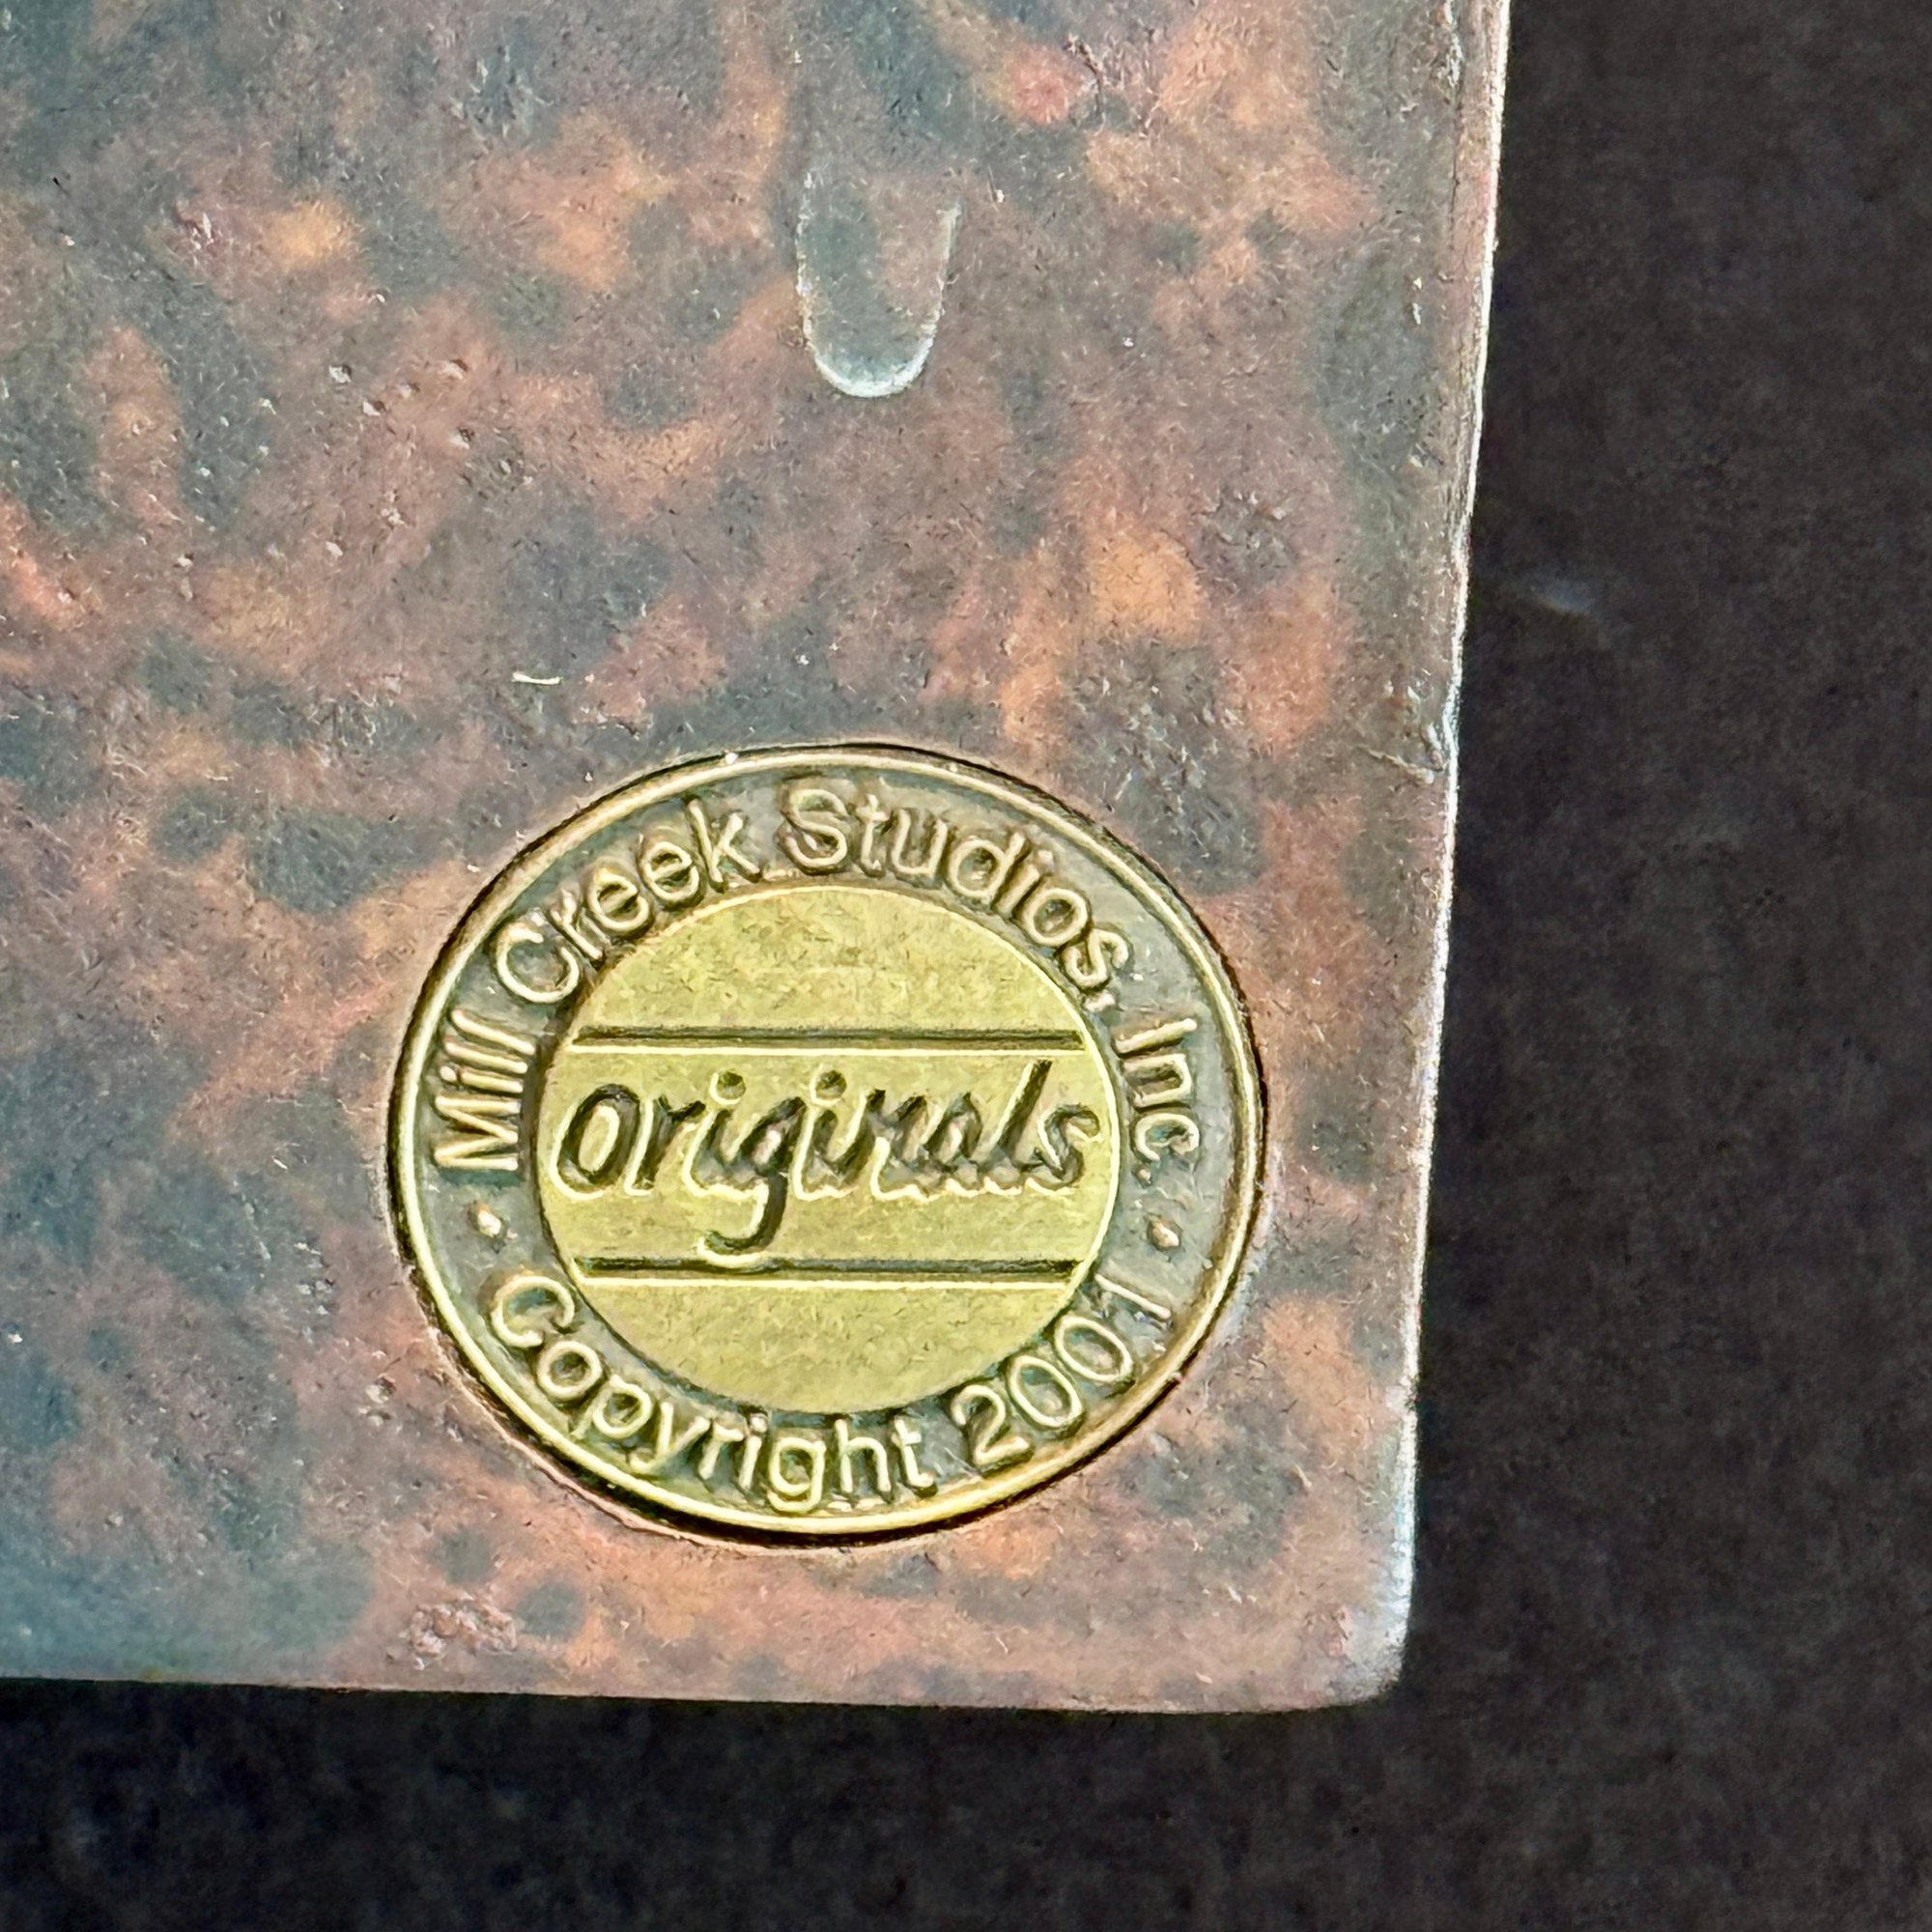 Mill Creek Studios, Inc.
originals
Copyright 2001